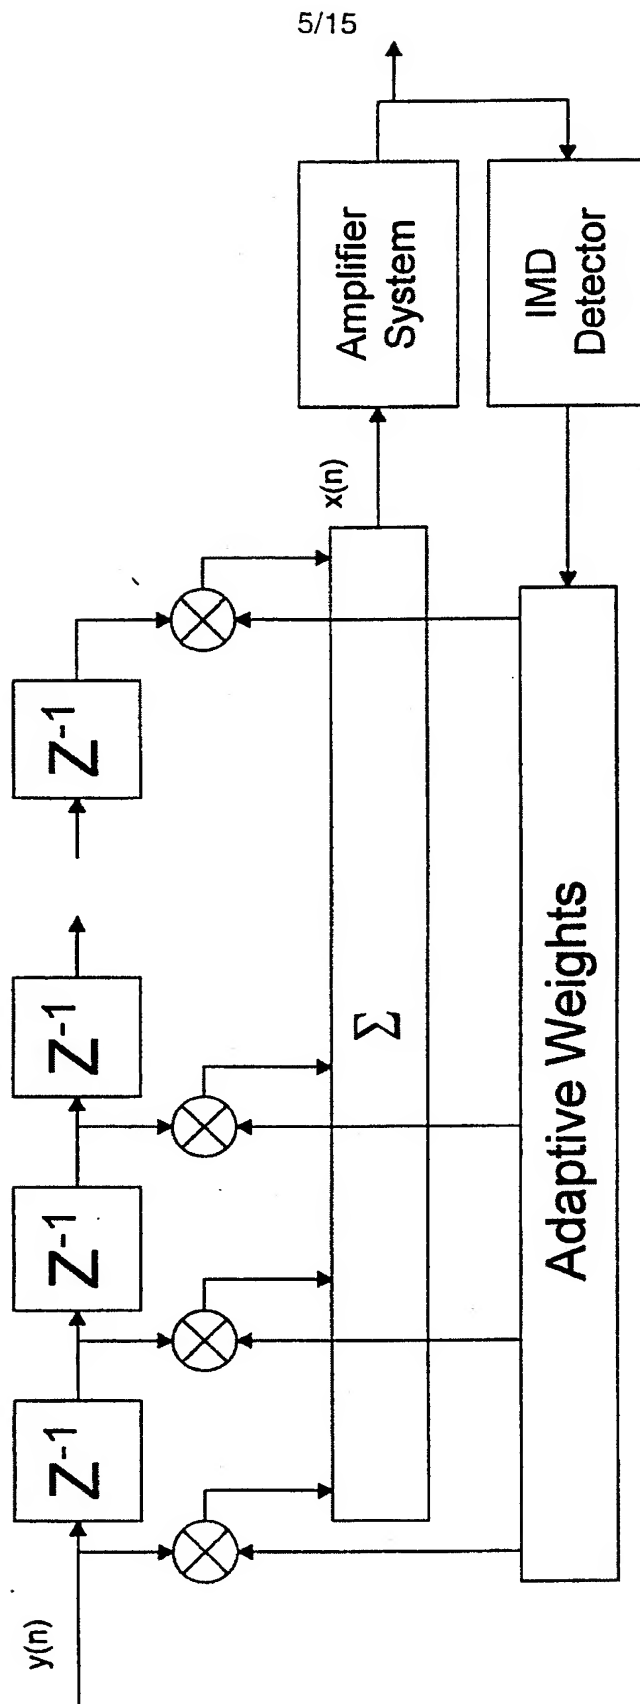 5/15
y(n)
Z-1
Z-1
Z-1
Z-1
Σ
x(n)
Amplifier
System
IMD
Detector
Adaptive Weights